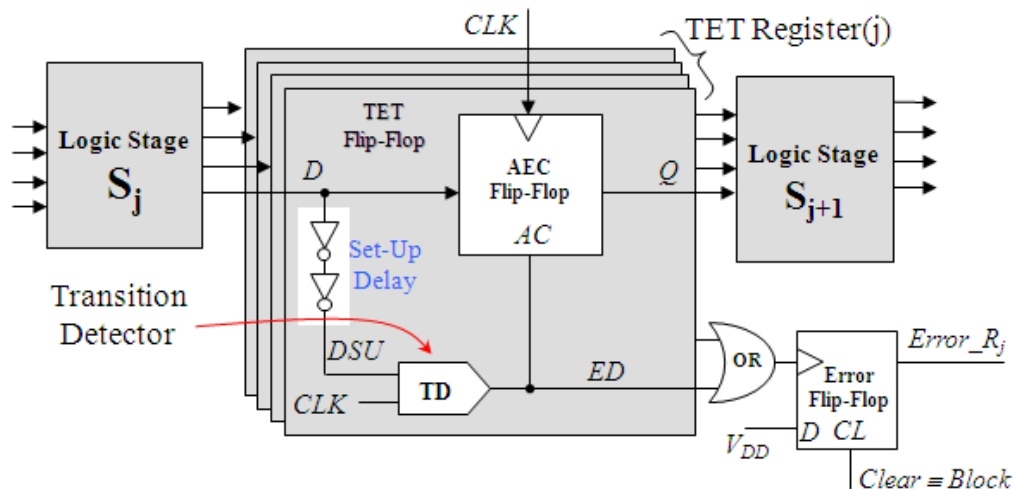 CLK
TET Register(j)
Logic Stage
Sj
TET
Flip-Flop
D
AEC
Flip-Flop
AC
Q
Logic Stage
Sj+1
Set-Up
Delay
Transition
Detector
DSU
CLK
TD
ED
OR
Error_Rj
Error
Flip-Flop
D CL
VDD
Clear ≡ Block